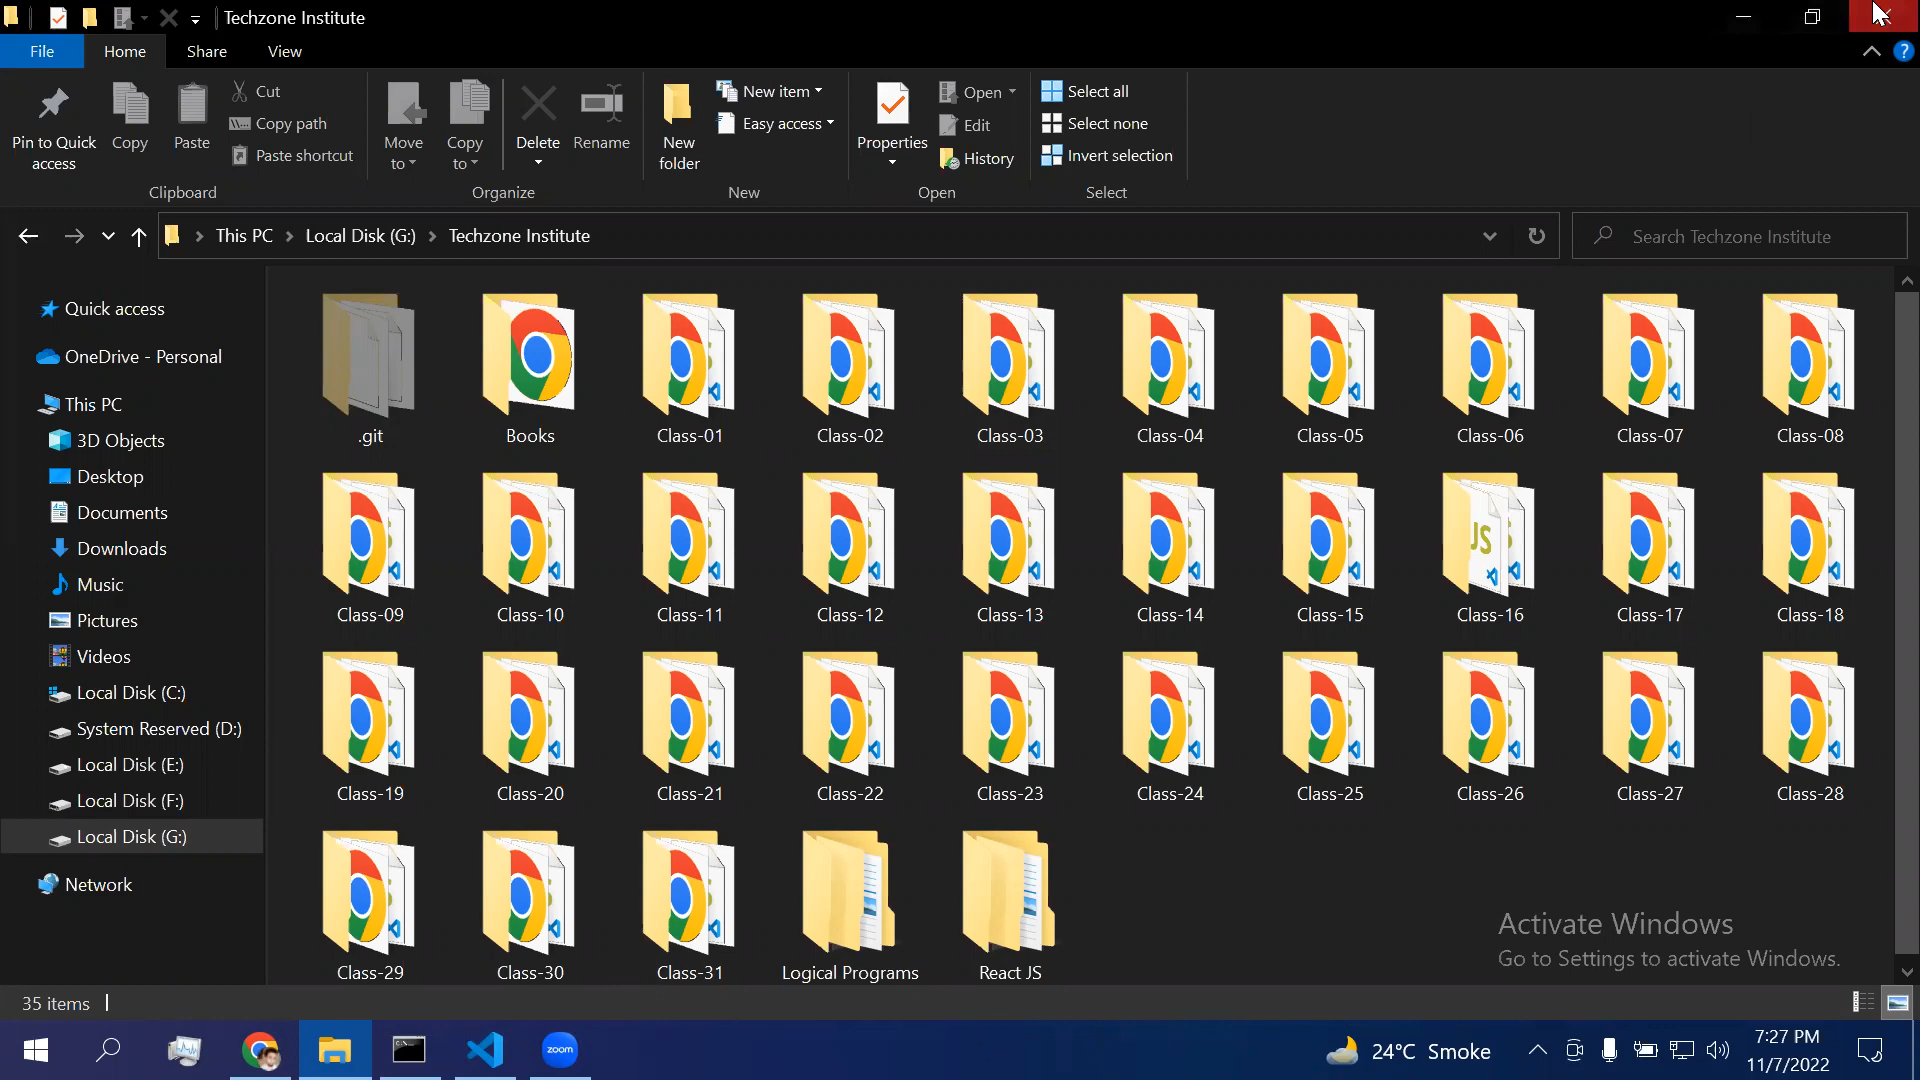 Techzone Institute
File Home Share View
Pin to Quick access
Copy
Paste
Cut
Copy path
Paste shortcut
Clipboard
Move to
Copy to
Delete
Rename
Organize
New folder
New item
Easy access
New
Properties
Open
Edit
History
Open
Select all
Select none
Invert selection
Select
This PC Local Disk (G:) Techzone Institute
Search Techzone Institute
Quick access
OneDrive - Personal
This PC
3D Objects
Desktop
Documents
Downloads
Music
Pictures
Videos
Local Disk (C:)
System Reserved (D:)
Local Disk (E:)
Local Disk (F:)
Local Disk (G:)
Network
.git Books Class-01 Class-02 Class-03 Class-04 Class-05 Class-06 Class-07 Class-08
JS
Class-09 Class-10 Class-11 Class-12 Class-13 Class-14 Class-15 Class-16 Class-17 Class-18
Class-19 Class-20 Class-21 Class-22 Class-23 Class-24 Class-25 Class-26 Class-27 Class-28
Class-29 Class-30 Class-31 Logical Programs React JS
Activate Windows
Go to Settings to activate Windows.
35 items
zoom
24°C Smoke
7:27 PM
11/7/2022